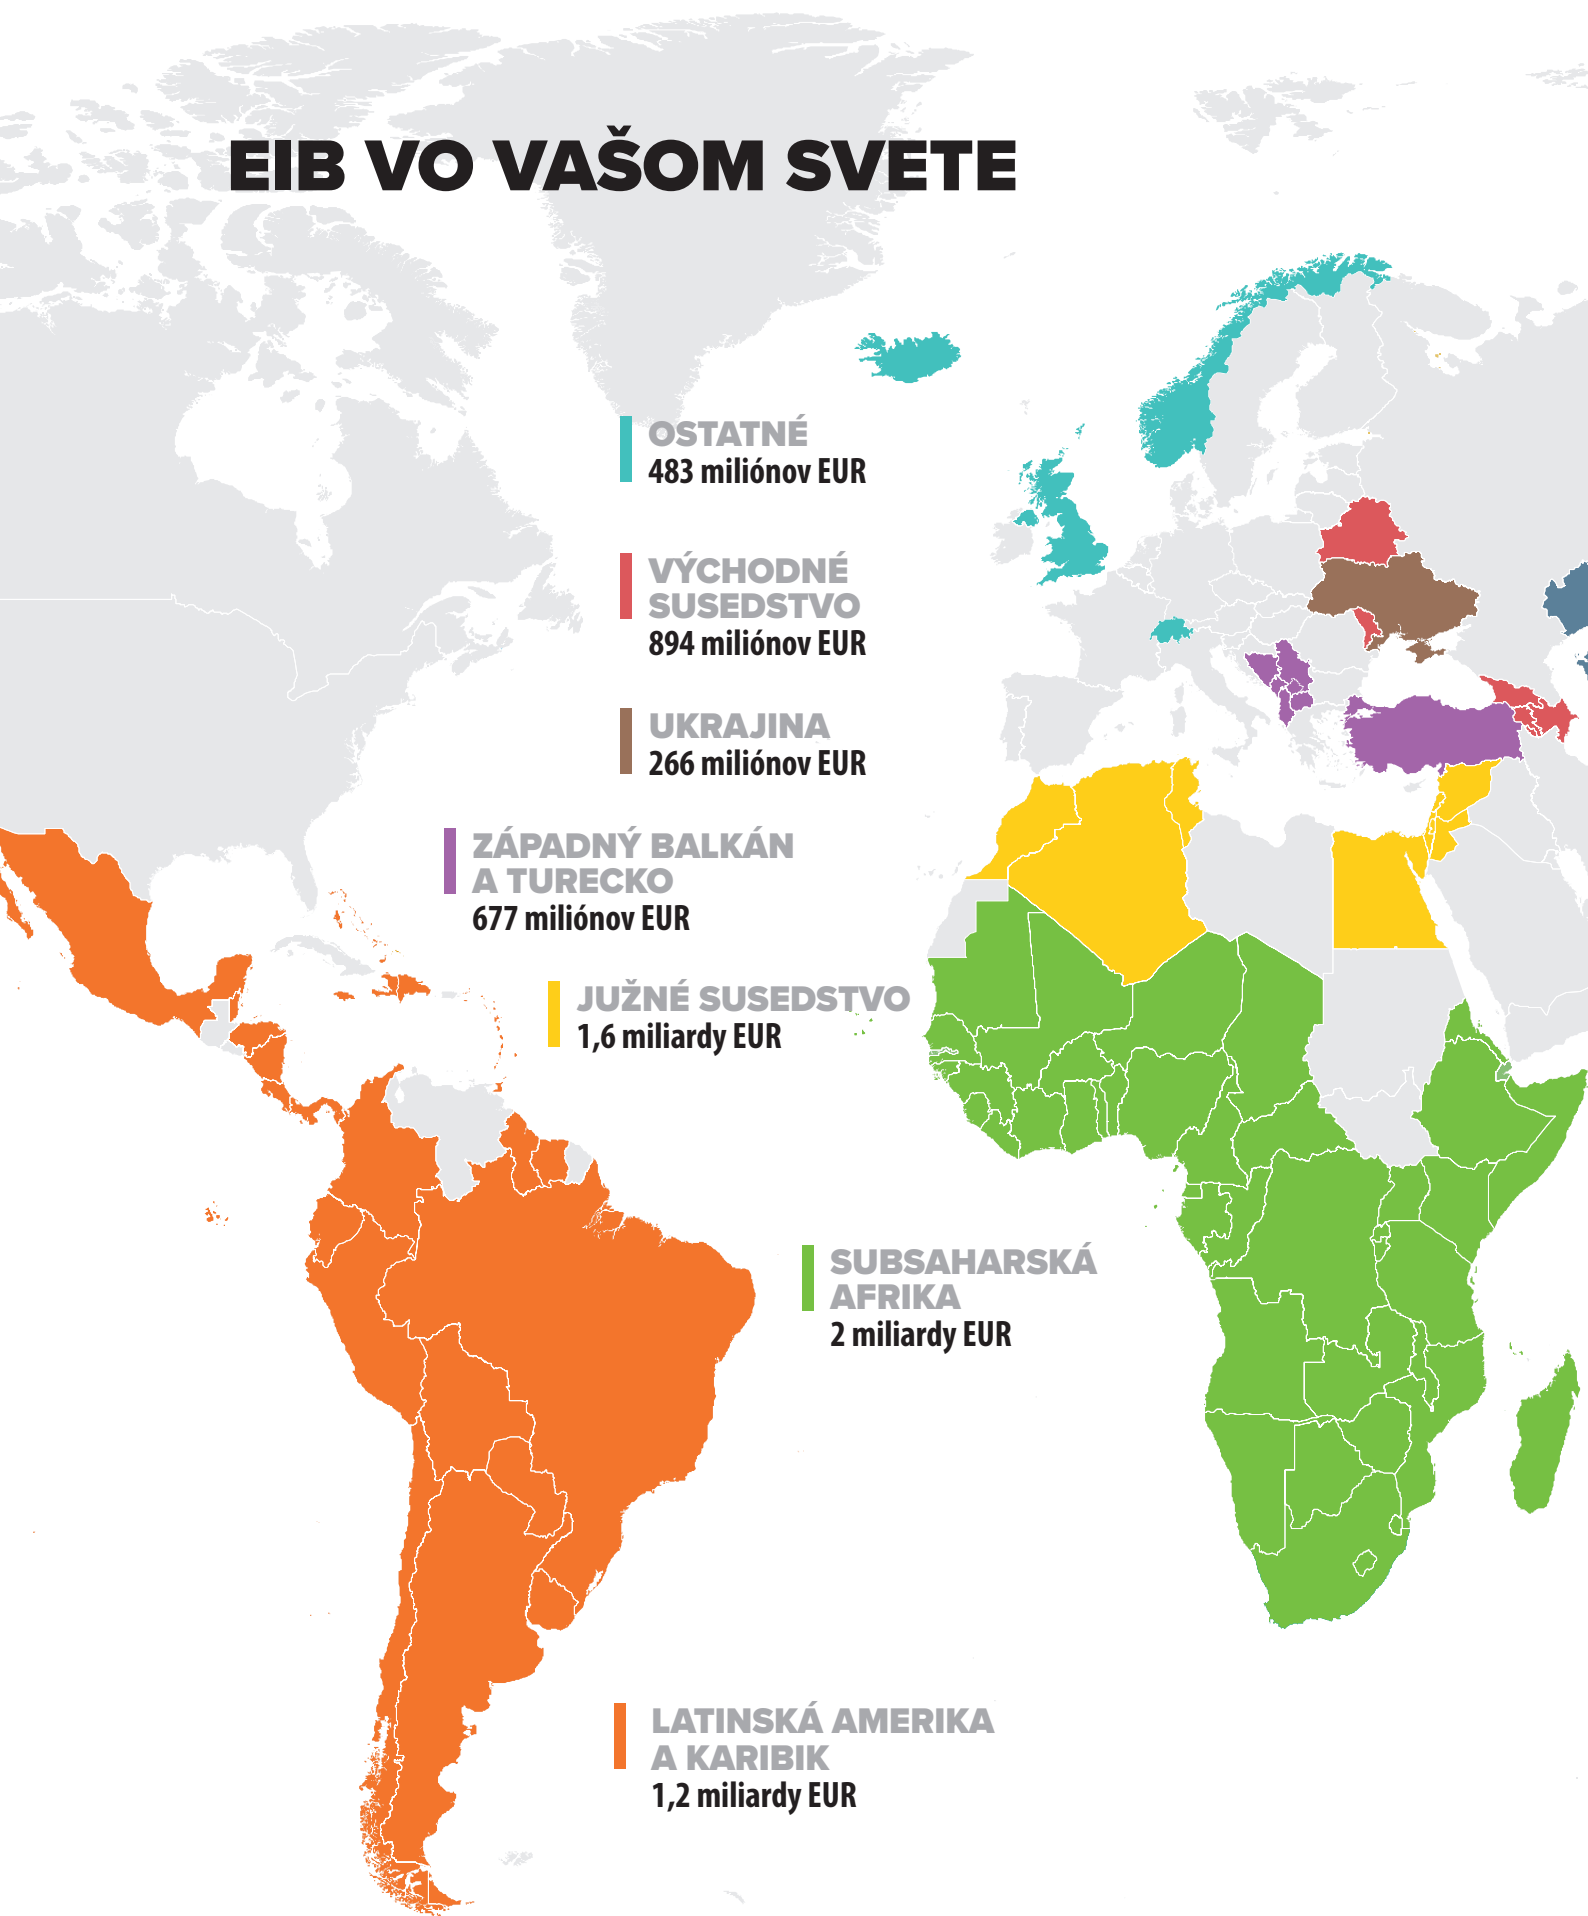 EIB VO VAŠOM SVETE
OSTATNÉ
483 miliónov EUR
VÝCHODNÉ
SUSEDSTVO
894 miliónov EUR
UKRAJINA
266 miliónov EUR
ZÁPADNÝ BALKÁN
A TURECKO
677 miliónov EUR
JUŽNÉ SUSEDSTVO
1,6 miliardy EUR
SUBSAHARSKÁ
AFRIKA
2 miliardy EUR
LATINSKÁ AMERIKA
A KARIBIK
1,2 miliardy EUR